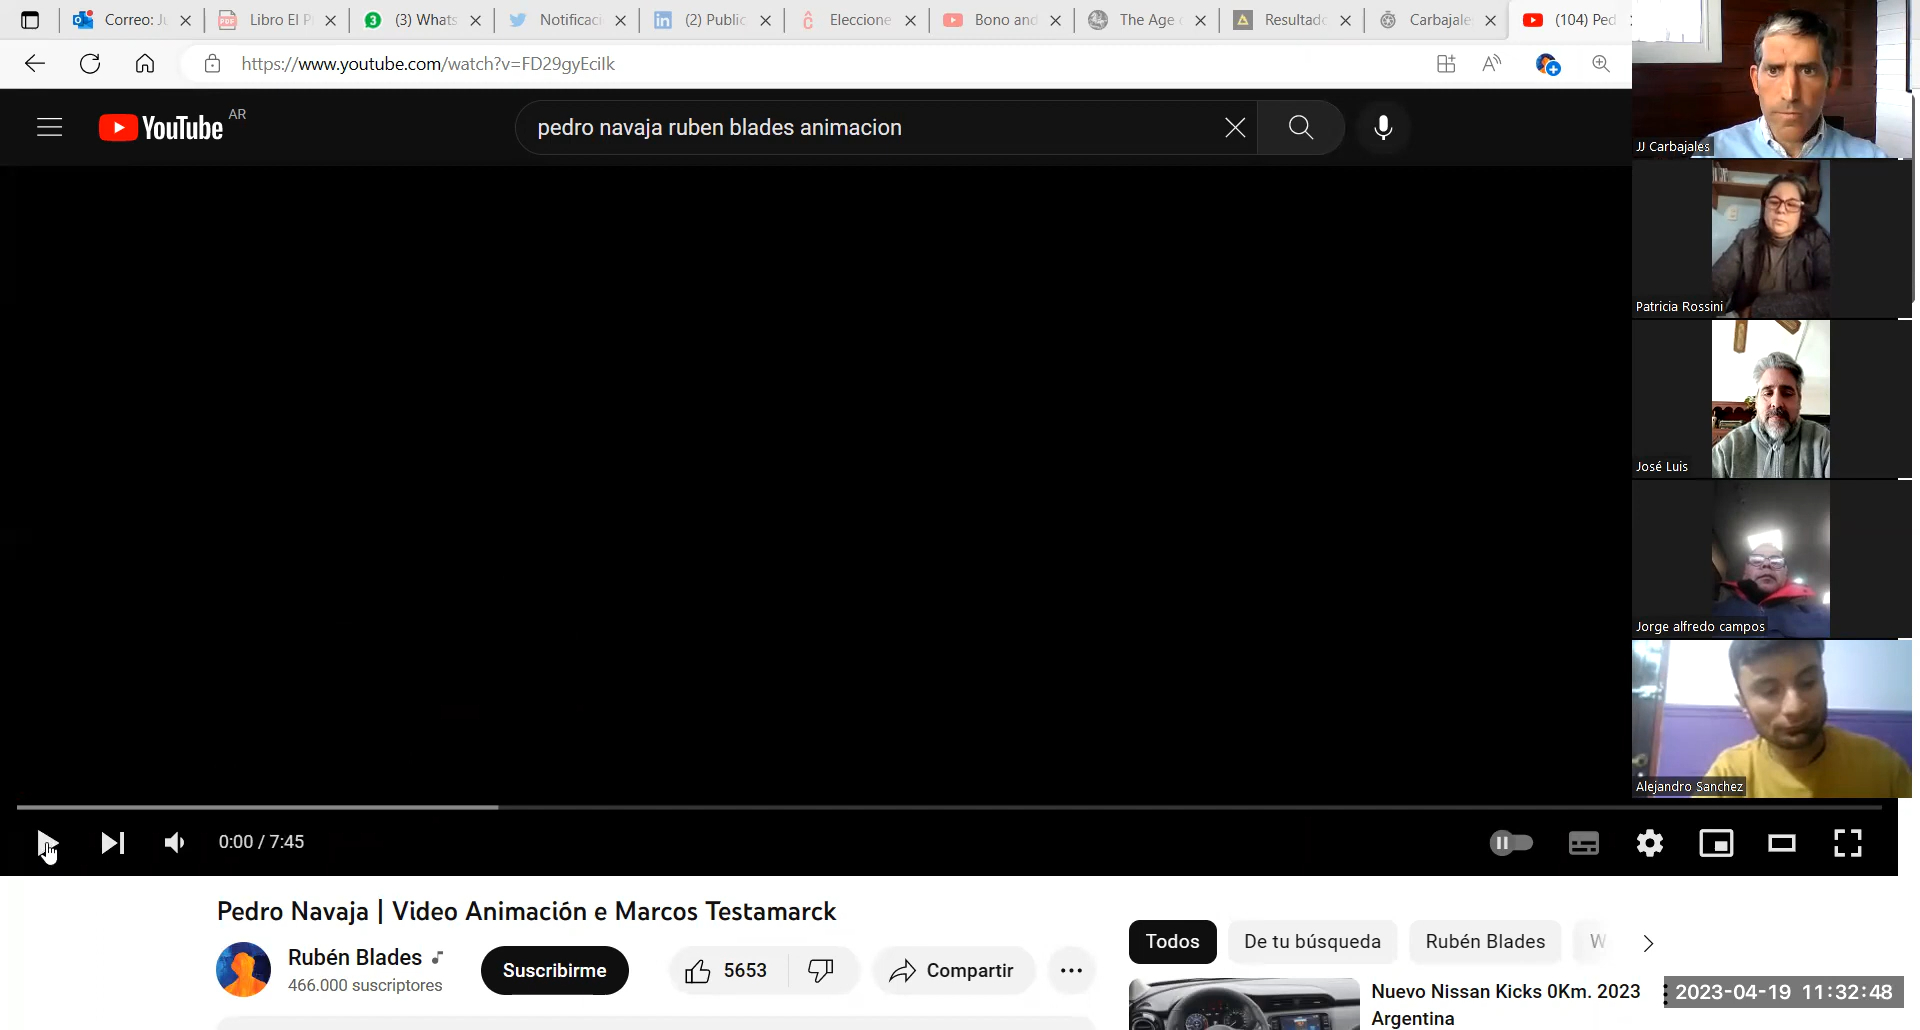 Correo: Ju
Libro El P
(3) Whats
Notificaci
(2) Public
Eleccione
Bono and
The Age
Resultado
Carbajale
(104) Ped
https://www.youtube.com/watch?v=FD29gyEcilk
YouTube AR
pedro navaja ruben blades animacion
JJ Carbajales
Patricia Rossini
José Luis
Jorge alfredo campos
Alejandro Sanchez
0:00 / 7:45
Pedro Navaja | Video Animación e Marcos Testamarck
Rubén Blades
466.000 suscriptores
Suscribirme
5653
Compartir
Todos
De tu búsqueda
Rubén Blades
W
Nuevo Nissan Kicks 0Km. 2023
Argentina
2023-04-19 11:32:48